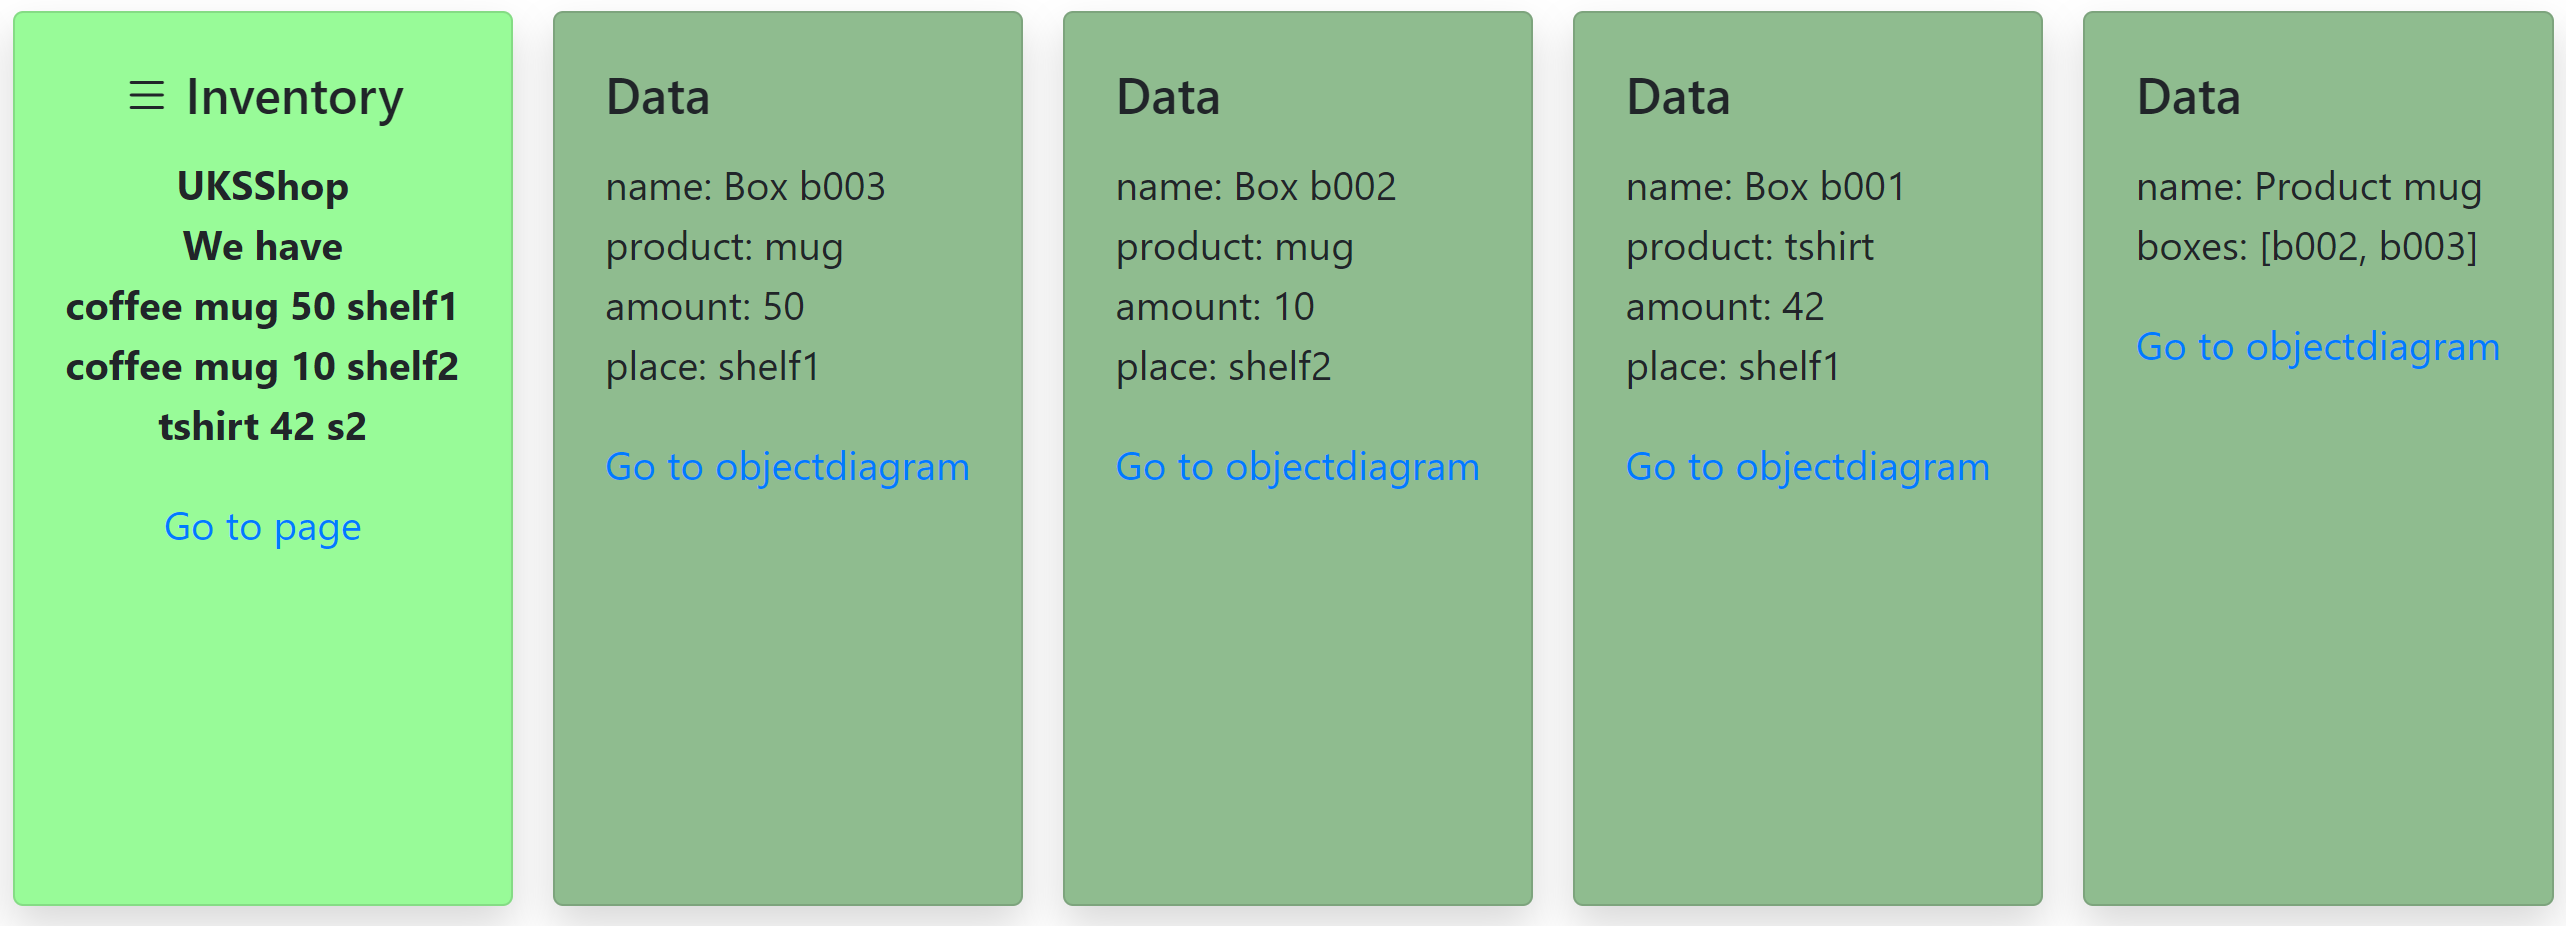 ☰ Inventory
UKSShop
We have
coffee mug 50 shelf1
coffee mug 10 shelf2
tshirt 42 s2
Go to page
Data
name: Box b003
product: mug
amount: 50
place: shelf1
Go to objectdiagram
Data
name: Box b002
product: mug
amount: 10
place: shelf2
Go to objectdiagram
Data
name: Box b001
product: tshirt
amount: 42
place: shelf1
Go to objectdiagram
Data
name: Product mug
boxes: [b002, b003]
Go to objectdiagram